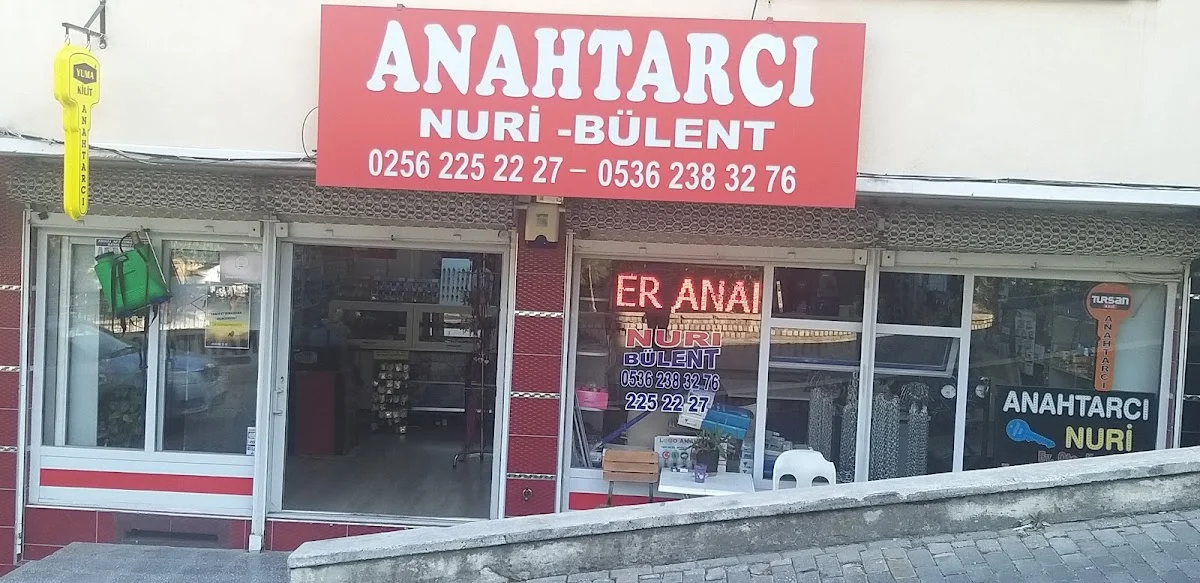 ANAHTARCI
NURİ -BÜLENT
0256 225 22 27 – 0536 238 32 76
YUMA
KİLİT
ANAHTARCI
ER ANAI
NURI
BÜLENT
0536 238 32 76
225 22 27
TURSAN
ANAHTARCI
ANAHTARCI
NURİ